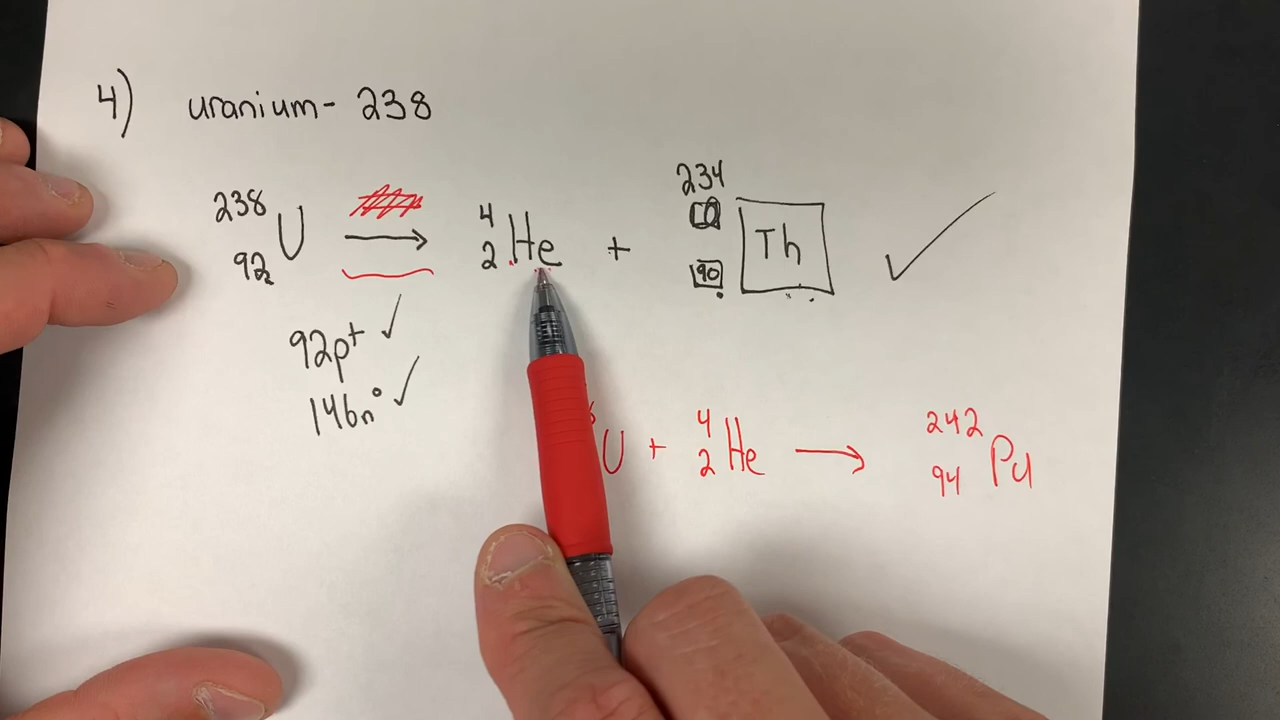 4) uranium- 238
238 92 U → 4 2 He + 234 90 Th ✓
92p+ ✓
146n° ✓
U + 4 2 He → 242 94 Pu